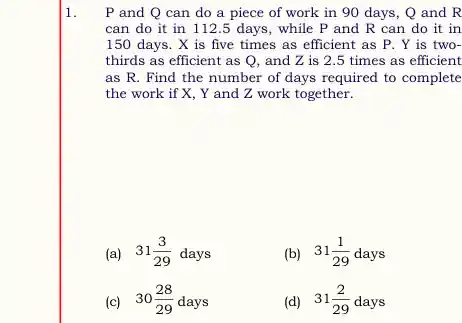 1. P and Q can do a piece of work in 90 days, Q and R
can do it in 112.5 days, while P and R can do it in
150 days. X is five times as efficient as P. Y is two-
thirds as efficient as Q, and Z is 2.5 times as efficient
as R. Find the number of days required to complete
the work if X, Y and Z work together.
(a) 31 3/29 days (b) 31 1/29 days
(c) 30 28/29 days (d) 31 2/29 days